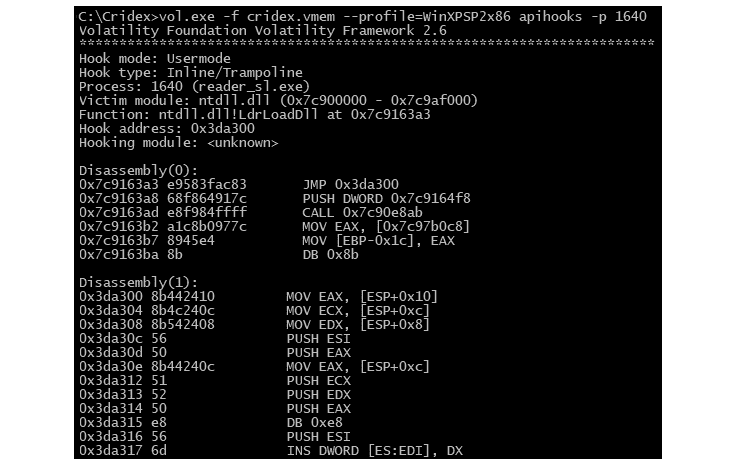 C:\Cridex>vol.exe -f cridex.vmem --profile=WinXPSP2x86 apihooks -p 1640
Volatility Foundation Volatility Framework 2.6
************************************************************************
Hook mode: Usermode
Hook type: Inline/Trampoline
Process: 1640 (reader_sl.exe)
Victim module: ntdll.dll (0x7c900000 - 0x7c9af000)
Function: ntdll.dll!LdrLoadDll at 0x7c9163a3
Hook address: 0x3da300
Hooking module: <unknown>

Disassembly(0):
0x7c9163a3 e9583fac83 JMP 0x3da300
0x7c9163a8 68f864917c PUSH DWORD 0x7c9164f8
0x7c9163ad e8f984ffff CALL 0x7c90e8ab
0x7c9163b2 a1c8b0977c MOV EAX, [0x7c97b0c8]
0x7c9163b7 8945e4 MOV [EBP-0x1c], EAX
0x7c9163ba 8b DB 0x8b

Disassembly(1):
0x3da300 8b442410 MOV EAX, [ESP+0x10]
0x3da304 8b4c240c MOV ECX, [ESP+0xc]
0x3da308 8b542408 MOV EDX, [ESP+0x8]
0x3da30c 56 PUSH ESI
0x3da30d 50 PUSH EAX
0x3da30e 8b44240c MOV EAX, [ESP+0xc]
0x3da312 51 PUSH ECX
0x3da313 52 PUSH EDX
0x3da314 50 PUSH EAX
0x3da315 e8 DB 0xe8
0x3da316 56 PUSH ESI
0x3da317 6d INS DWORD [ES:EDI], DX